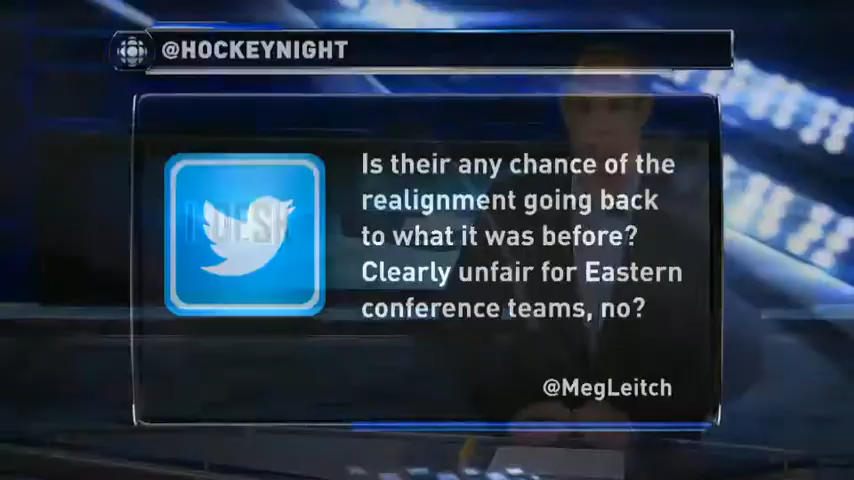 @HOCKEYNIGHT
Is their any chance of the
realignment going back
to what it was before?
Clearly unfair for Eastern
conference teams, no?
@MegLeitch